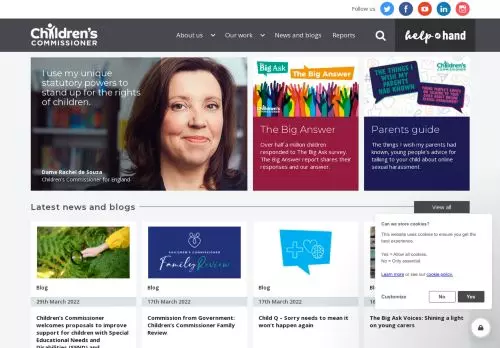 Follow us
Children's
COMMISSIONER
About us
Our work
News and blogs
Reports
help at hand
I use my unique
statutory powers to
stand up for the rights
of children.
Dame Rachel de Souza
Children's Commissioner for England
Big Ask
The Big Answer
The Big Answer
Over half a million children
responded to The Big Ask survey.
The Big Answer report shares their
responses and our answer.
Children's
COMMISSIONER
THE THINGS I
WISH MY PARENTS
HAD KNOWN
Parents guide
The things I wish my parents had
known, young people's advice for
talking to your child about online
sexual harassment
Latest news and blogs
View all
CHILDREN'S COMMISSIONER
Family Review
Blog
29th March 2022
Children's Commissioner
welcomes proposals to improve
support for children with Special
Educational Needs and
Disabilities (SEND) and
Blog
17th March 2022
Commission from Government:
Children's Commissioner Family
Review
Blog
17th March 2022
Child Q – Sorry needs to mean it
won't happen again
The Big Ask Voices: Shining a
light on young carers
Can we store cookies?
This website uses cookies to ensure you get the
best experience.
Yes = Allow all cookies.
No = Only essential.
Learn more or see our cookie policy.
Customize
No
Yes